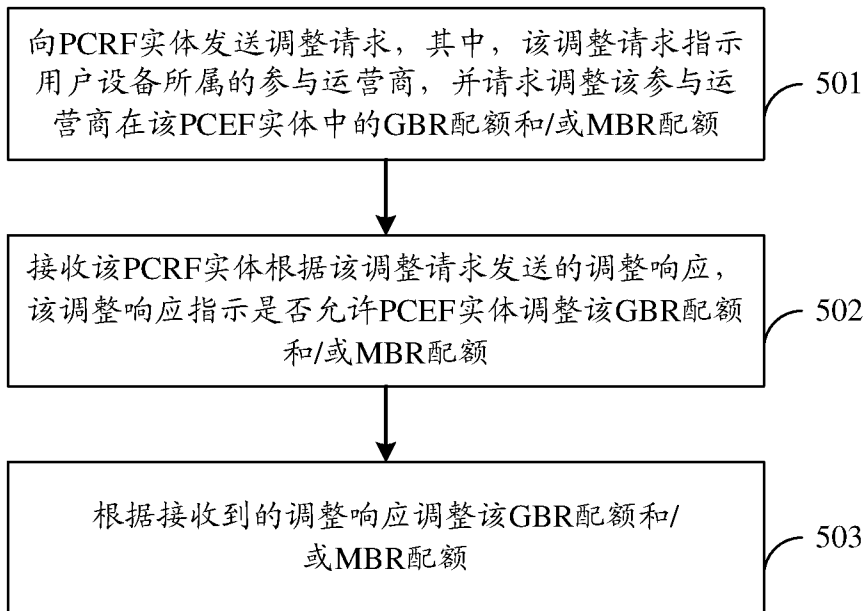 向PCRF实体发送调整请求，其中，该调整请求指示
用户设备所属的参与运营商，并请求调整该参与运
营商在该PCEF实体中的GBR配额和/或MBR配额
501
接收该PCRF实体根据该调整请求发送的调整响应，
该调整响应指示是否允许PCEF实体调整该GBR配额
和/或MBR配额
502
根据接收到的调整响应调整该GBR配额和/
或MBR配额
503